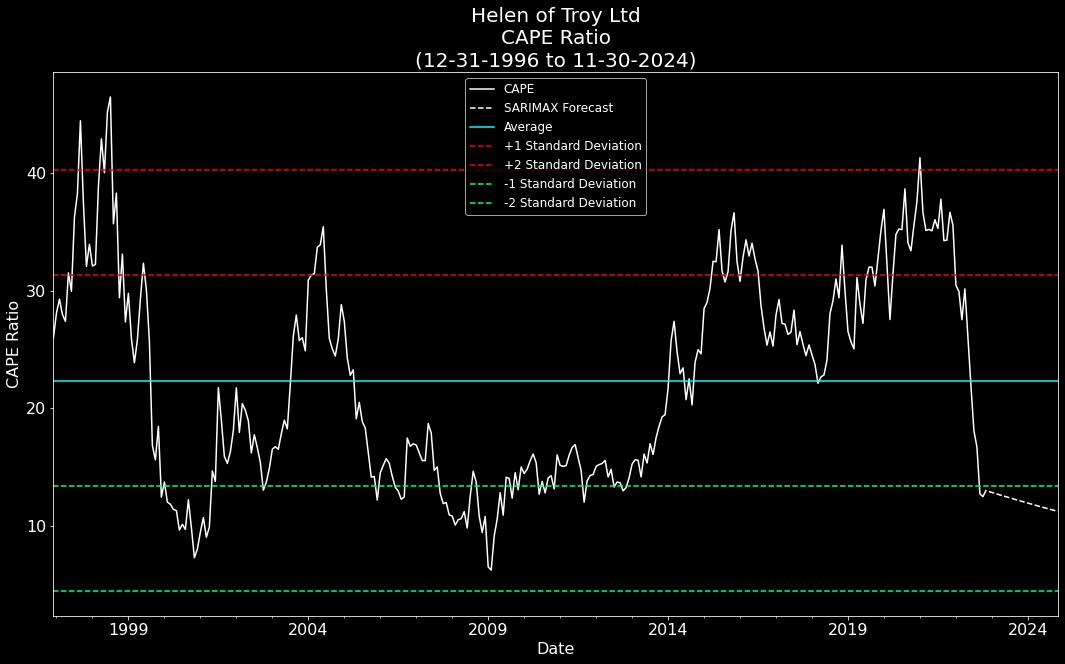 Helen of Troy Ltd
CAPE Ratio
(12-31-1996 to 11-30-2024)
CAPE
SARIMAX Forecast
Average
+1 Standard Deviation
+2 Standard Deviation
-1 Standard Deviation
-2 Standard Deviation
40
30
20
10
CAPE Ratio
1999
2004
2009
2014
2019
2024
Date